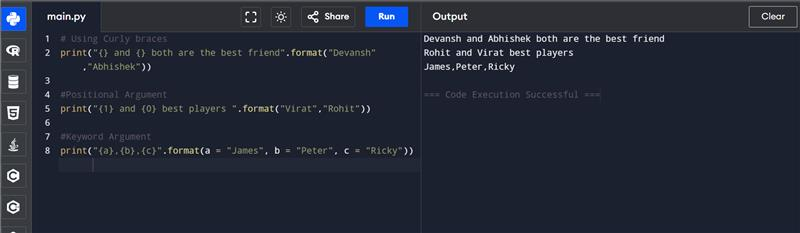 main.py
Share
Run
Output
Clear
1 # Using Curly braces
2 print("{} and {} both are the best friend".format("Devansh"
,"Abhishek"))
3
4 #Positional Argument
5 print("{1} and {0} best players ".format("Virat","Rohit"))
6
7 #Keyword Argument
8 print("{a},{b},{c}".format(a = "James", b = "Peter", c = "Ricky"))
Devansh and Abhishek both are the best friend
Rohit and Virat best players
James,Peter,Ricky
=== Code Execution Successful ===